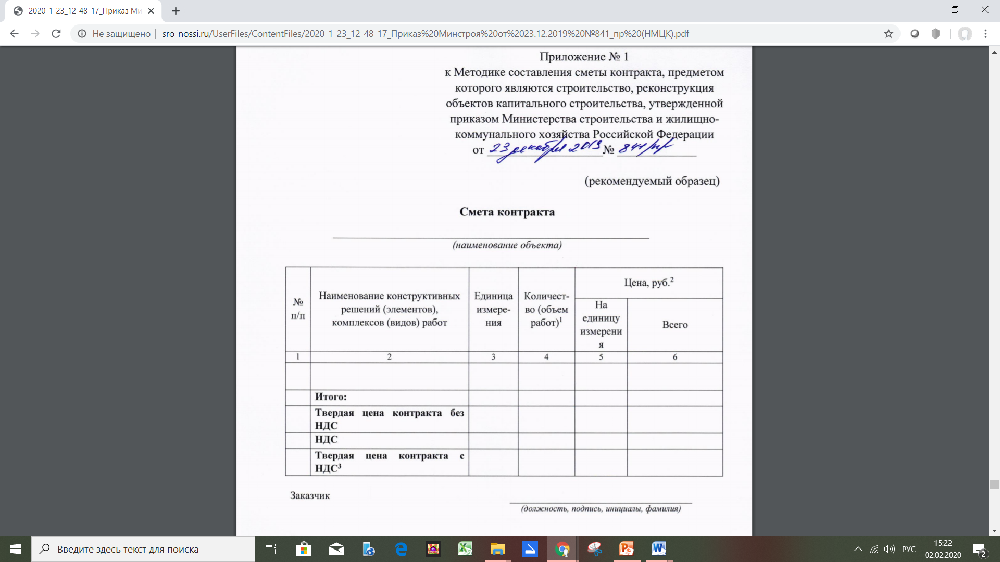 2020-1-23_12-48-17_Приказ Ми
Не защищено
sro-nossi.ru/UserFiles/ContentFiles/2020-1-23_12-48-17_Приказ%20Минстроя%20от%2023.12.2019%20№841_пр%20(НМЦК).pdf
Приложение № 1
к Методике составления сметы контракта, предметом
которого являются строительство, реконструкция
объектов капитального строительства, утвержденной
приказом Министерства строительства и жилищно-
коммунального хозяйства Российской Федерации
от 23 декабря 2019 № 841/пр
(рекомендуемый образец)
Смета контракта
(наименование объекта)
№
п/п
Наименование конструктивных
решений (элементов),
комплексов (видов) работ
Единица
измере-
ния
Количест-
во (объем
работ)¹
Цена, руб.²
На
единицу
измерени
я
Всего
1 2 3 4 5 6
Итого:
Твердая цена контракта без
НДС
НДС
Твердая цена контракта с
НДС³
Заказчик
(должность, подпись, инициалы, фамилия)
Введите здесь текст для поиска
РУС
15:22
02.02.2020
2